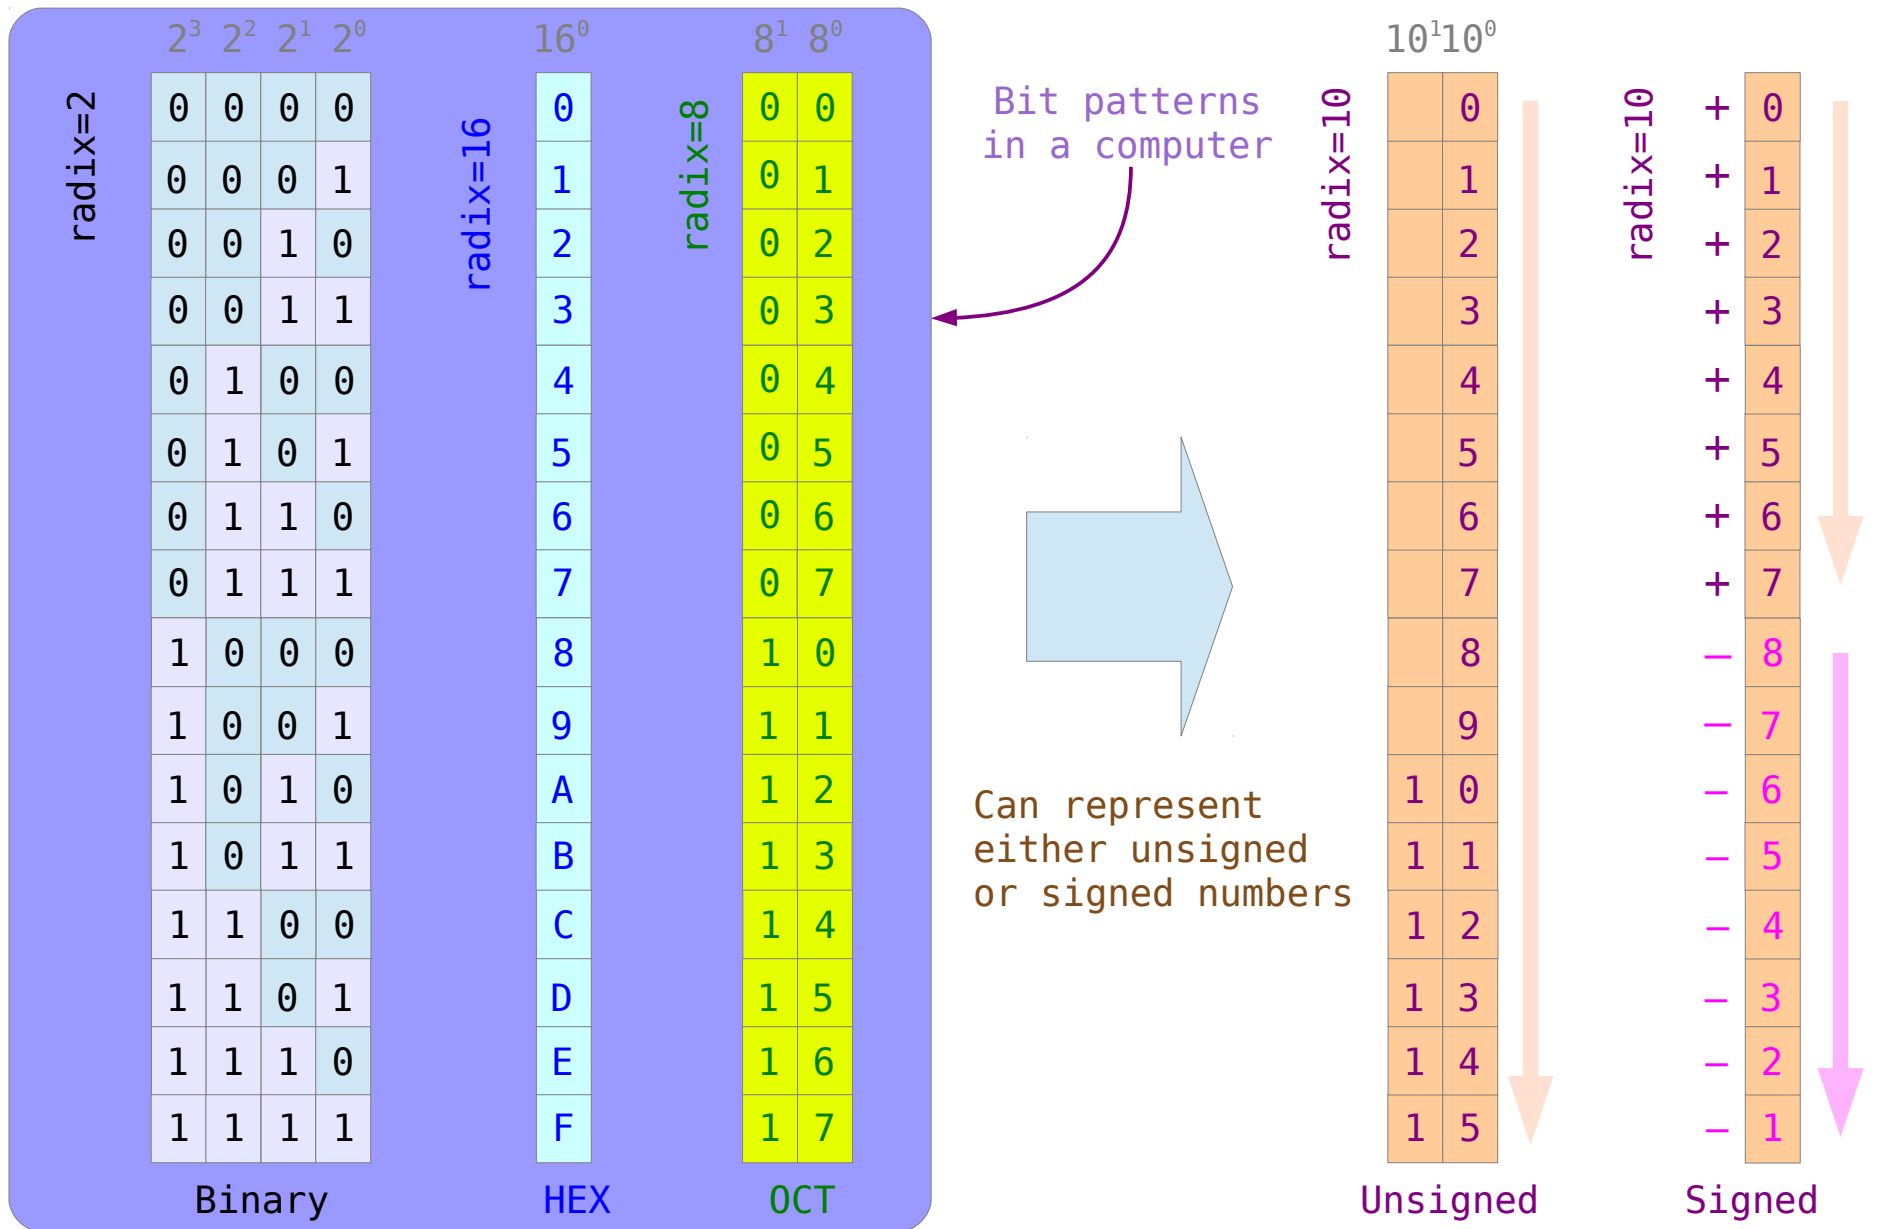 2³ 2² 2¹ 2⁰ 16⁰ 8¹ 8⁰ 10¹10⁰
radix=2
radix=16
radix=8
Bit patterns
in a computer
radix=10
radix=10
0 0 0 0 0 0 0 0 + 0
0 0 0 1 1 0 1 1 + 1
0 0 1 0 2 0 2 2 + 2
0 0 1 1 3 0 3 3 + 3
0 1 0 0 4 0 4 4 + 4
0 1 0 1 5 0 5 5 + 5
0 1 1 0 6 0 6 6 + 6
0 1 1 1 7 0 7 7 + 7
1 0 0 0 8 1 0 8 – 8
1 0 0 1 9 1 1 9 – 7
1 0 1 0 A 1 2 1 0 – 6
1 0 1 1 B 1 3 1 1 – 5
1 1 0 0 C 1 4 1 2 – 4
1 1 0 1 D 1 5 1 3 – 3
1 1 1 0 E 1 6 1 4 – 2
1 1 1 1 F 1 7 1 5 – 1
Can represent
either unsigned
or signed numbers
Binary HEX OCT Unsigned Signed